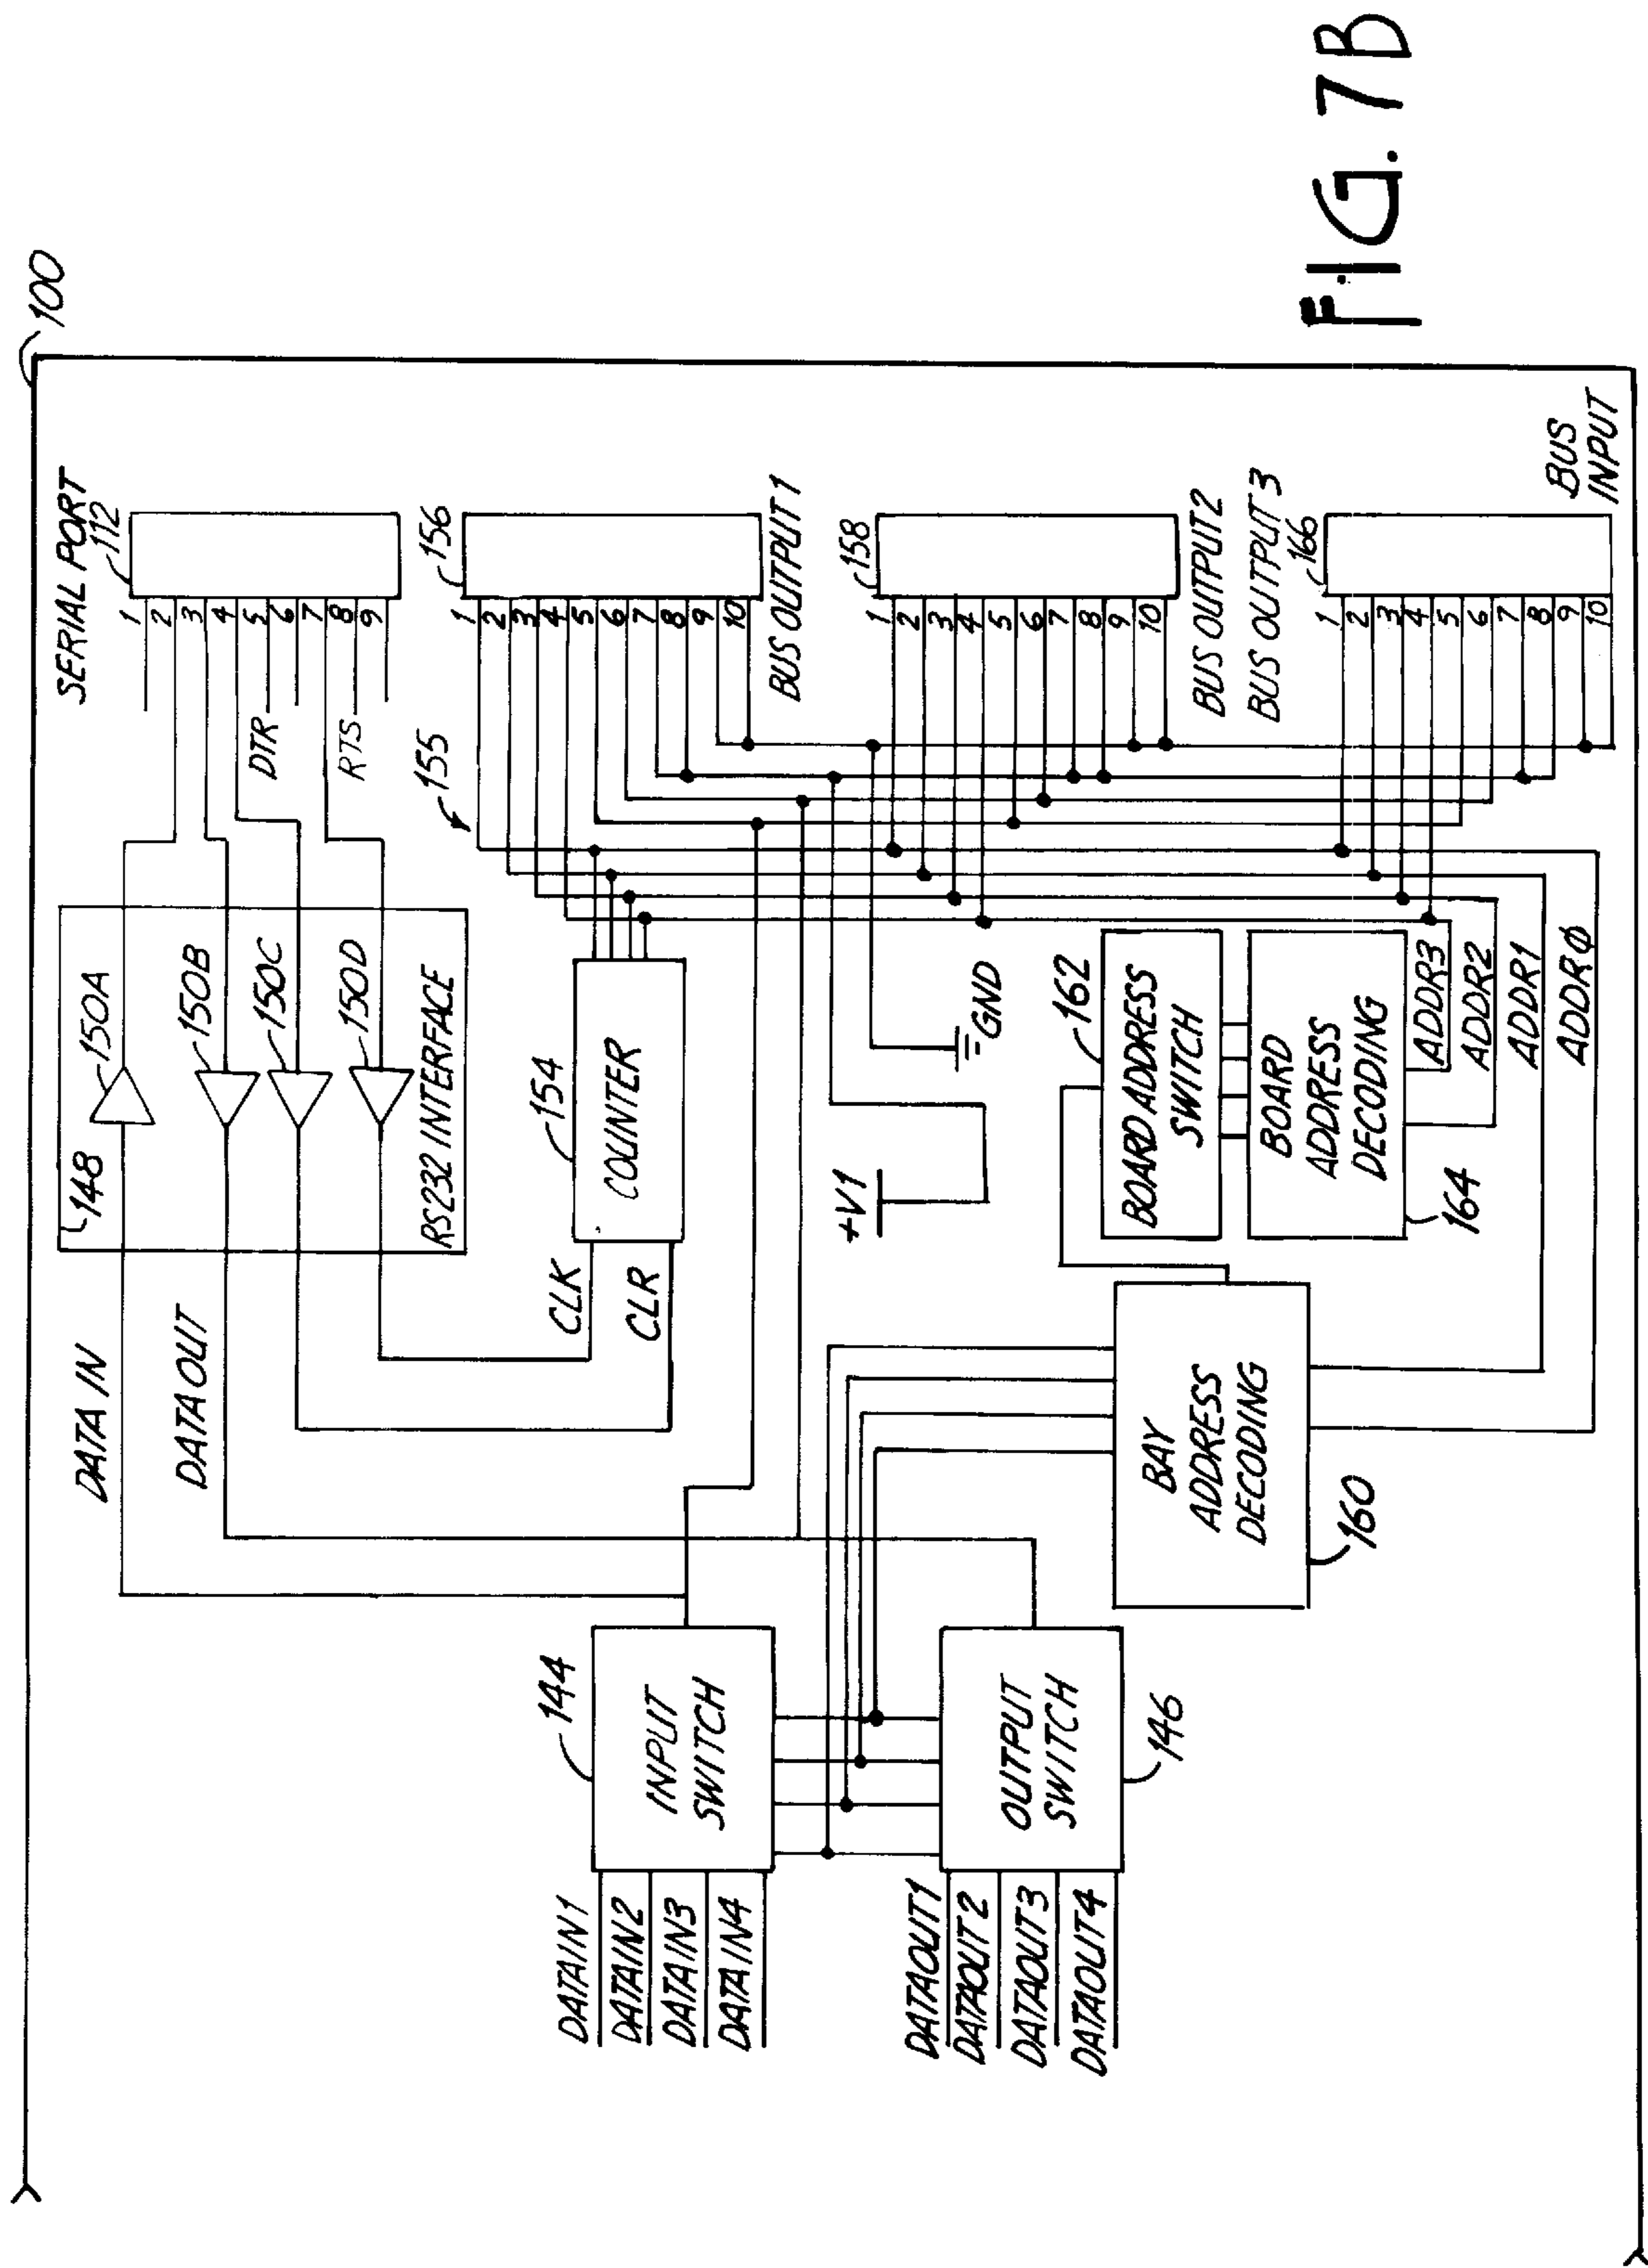 100
SERIAL PORT
112
1
2
3
4
5
6
7
8
9
DTR
RTS
148
150A
150B
150C
150D
RS232 INTERFACE
DATA IN
DATA OUT
155
156
1
2
3
4
5
6
7
8
9
10
BUS OUTPUT 1
154
COUNTER
CLK
CLR
158
1
2
3
4
5
6
7
8
9
10
BUS OUTPUT 2
BUS OUTPUT 3
+V1
GND
166
1
2
3
4
5
6
7
8
9
10
BUS
INPUT
162
BOARD ADDRESS
SWITCH
BOARD
ADDRESS
DECODING
164
ADDR3
ADDR2
ADDR1
ADDRØ
BAY
ADDRESS
DECODING
160
144
INPUT
SWITCH
DATAIN1
DATAIN2
DATAIN3
DATAIN4
OUTPUT
SWITCH
146
DATAOUT1
DATAOUT2
DATAOUT3
DATAOUT4
FIG. 7B